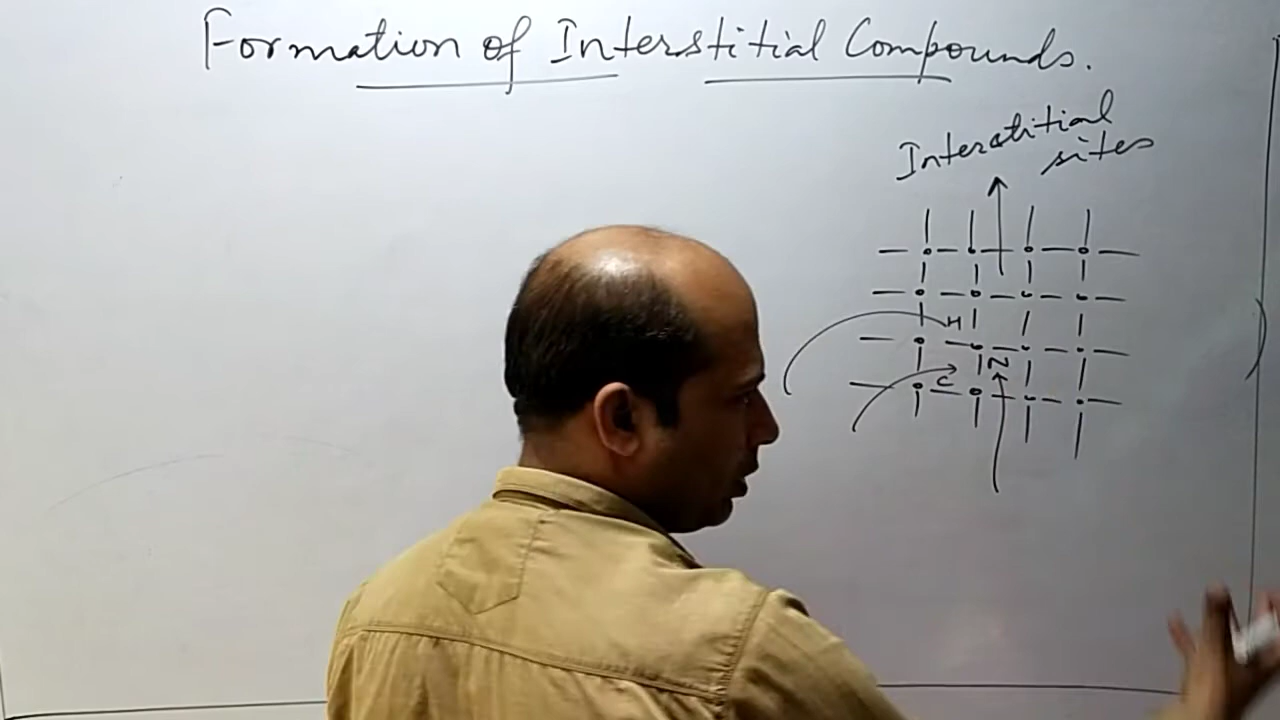 Formation of Interstitial Compounds.
Interstitial
sites
H
N
C